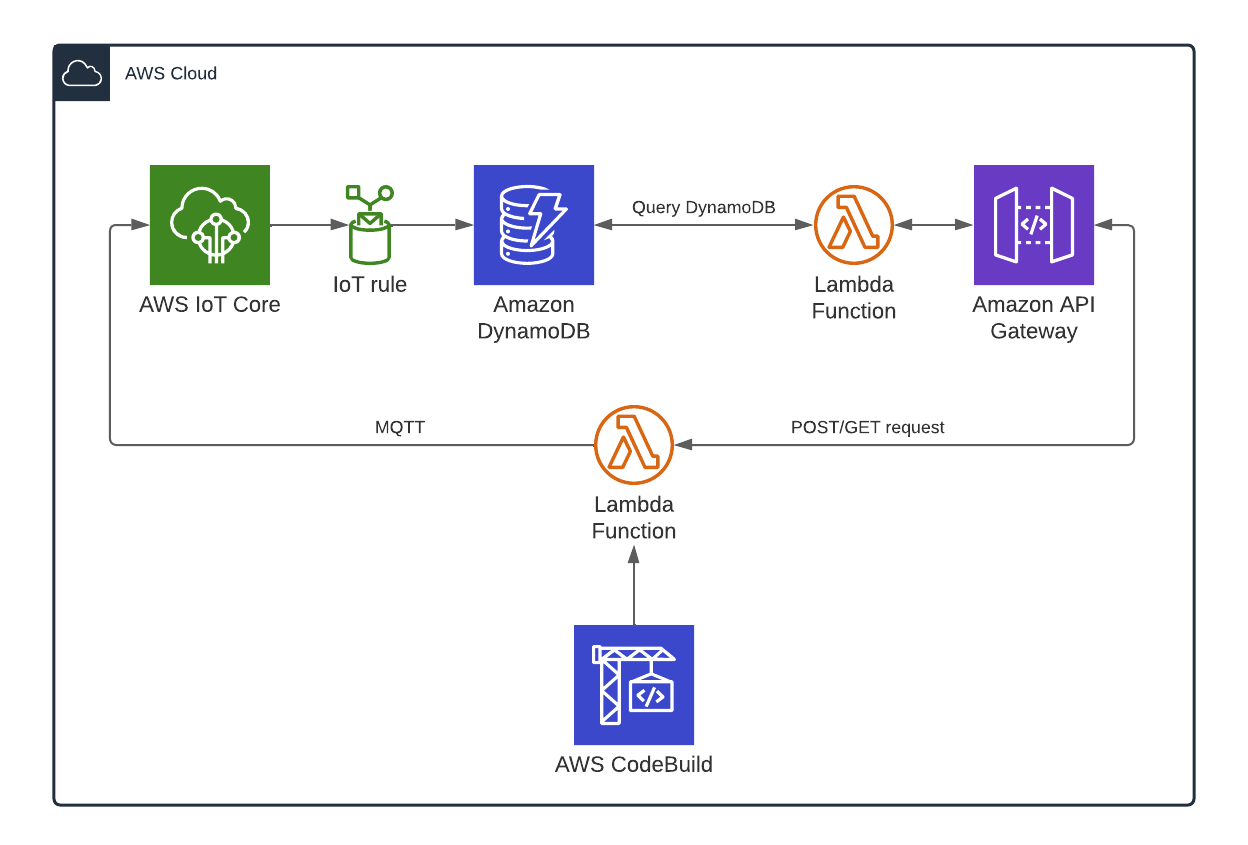 AWS Cloud
Query DynamoDB
AWS IoT Core
IoT rule
Amazon
DynamoDB
Lambda
Function
Amazon API
Gateway
MQTT
POST/GET request
Lambda
Function
AWS CodeBuild